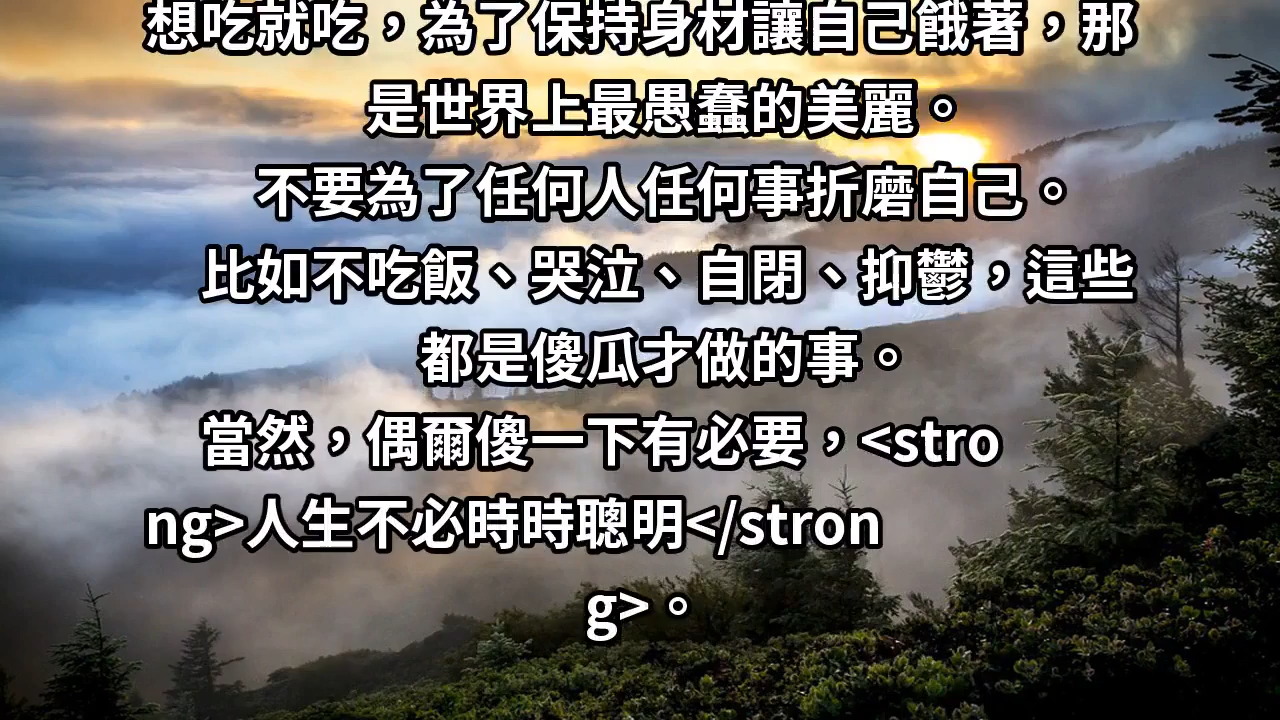 想吃就吃，為了保持身材讓自己餓著，那
是世界上最愚蠢的美麗。
不要為了任何人任何事折磨自己。
比如不吃飯、哭泣、自閉、抑鬱，這些
都是傻瓜才做的事。
當然，偶爾傻一下有必要，<stro
ng>人生不必時時聰明</stron
g>。